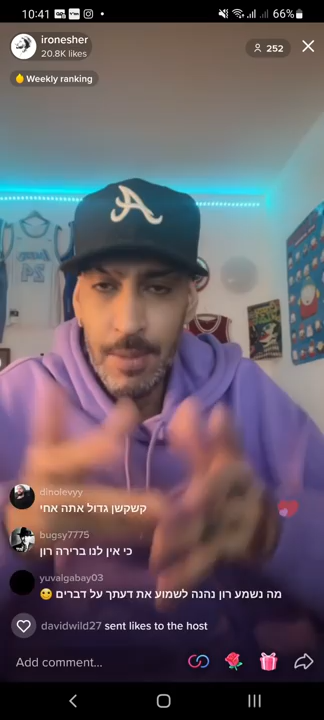 10:41
66%
ironesher
20.8K likes
252
Weekly ranking
A
dinolevyy
קשקשן גדול אתה אחי
bugsy7775
כי אין לנו ברירה רון
yuvalgabay03
מה נשמע רון נהנה לשמוע את דעתך על דברים
davidwild27 sent likes to the host
Add comment...